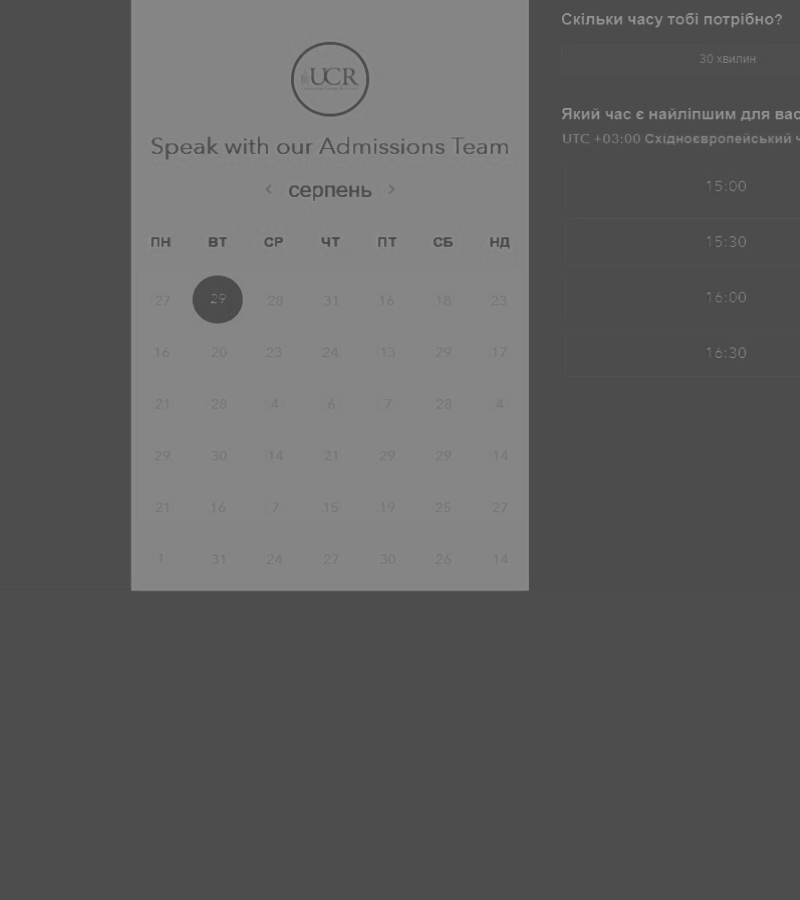 UCR
Speak with our Admissions Team
‹ серпень ›
ПН ВТ СР ЧТ ПТ СБ НД
27 29 28 31 16 18 23
16 20 23 24 13 29 17
21 28 4 6 7 28 4
29 30 14 21 29 29 14
21 16 7 15 19 25 27
1 31 24 27 30 26 14
Скільки часу тобі потрібно?
30 хвилин
Який час є найліпшим для вас
UTC +03:00 Східноєвропейський ч
15:00
15:30
16:00
16:30